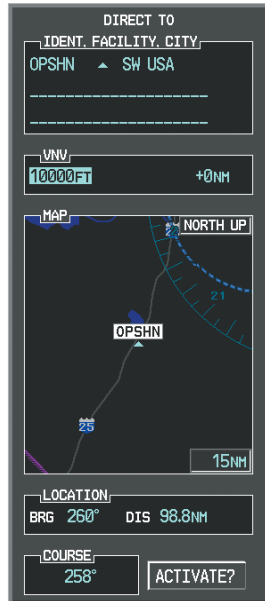 DIRECT TO
IDENT, FACILITY, CITY
OPSHN SW USA
VNV
10000FT +0NM
MAP
NORTH UP
21
OPSHN
25
15NM
LOCATION
BRG 260° DIS 98.8NM
COURSE
258° ACTIVATE?